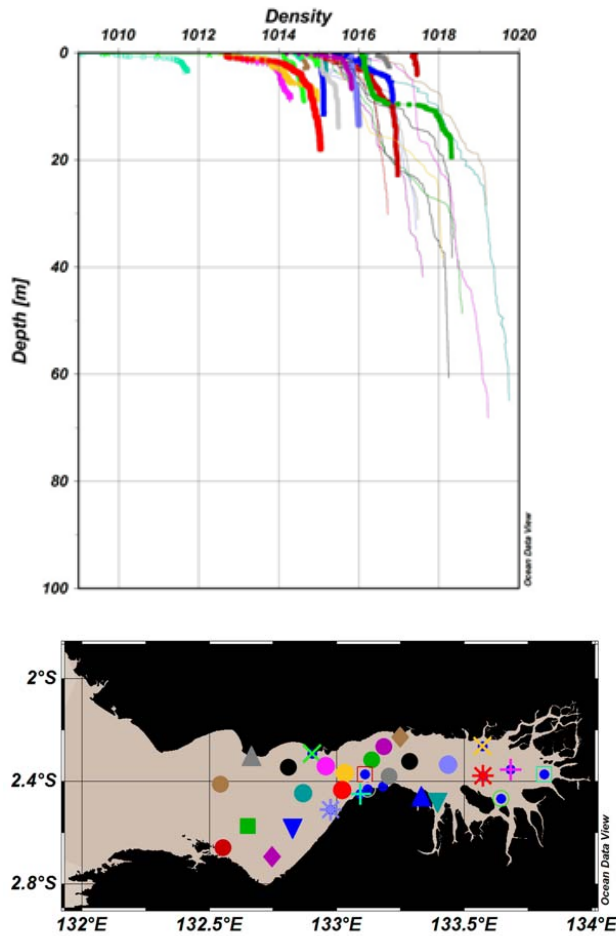 Density
1010 1012 1014 1016 1018 1020
0
20
40
60
80
100
Depth [m]
Ocean Data View
2°S
2.4°S
2.8°S
132°E 132.5°E 133°E 133.5°E 134°E
Ocean Data View